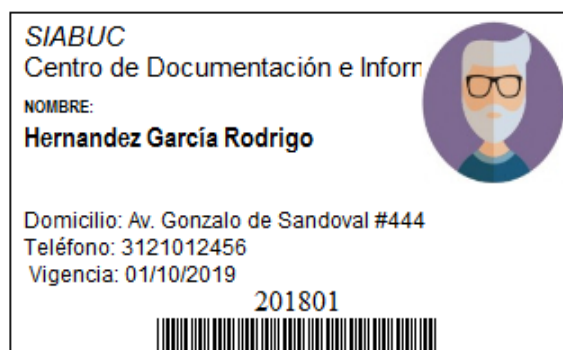 SIABUC
Centro de Documentación e Inform
NOMBRE:
Hernandez García Rodrigo
Domicilio: Av. Gonzalo de Sandoval #444
Teléfono: 3121012456
Vigencia: 01/10/2019
201801